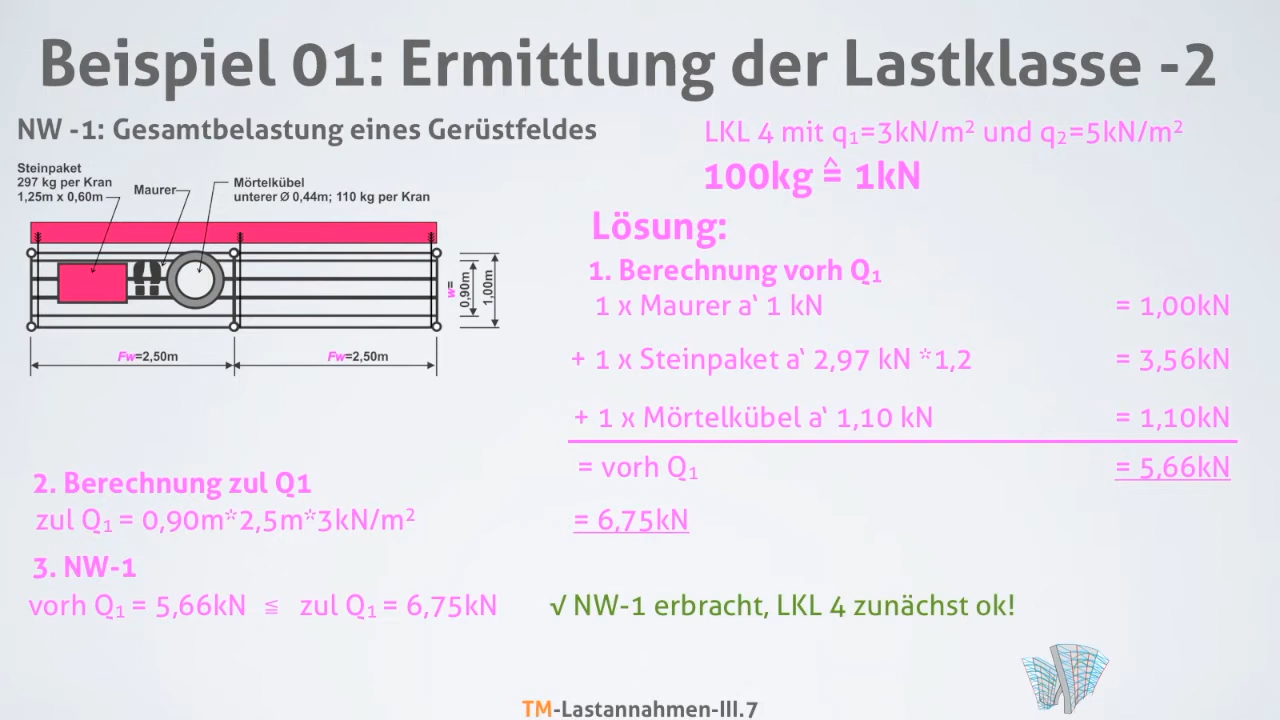 Beispiel 01: Ermittlung der Lastklasse -2
NW -1: Gesamtbelastung eines Gerüstfeldes
Steinpaket
297 kg per Kran
1,25m x 0,60m
Maurer
Mörtelkübel
unterer Ø 0,44m; 110 kg per Kran
w=
0,90m
1,00m
Fw=2,50m
Fw=2,50m
LKL 4 mit q₁=3kN/m² und q₂=5kN/m²
100kg ≙ 1kN
Lösung:
1. Berechnung vorh Q₁
1 x Maurer a‘ 1 kN = 1,00kN
+ 1 x Steinpaket a‘ 2,97 kN *1,2 = 3,56kN
+ 1 x Mörtelkübel a‘ 1,10 kN = 1,10kN
= vorh Q₁ = 5,66kN
2. Berechnung zul Q1
zul Q₁ = 0,90m*2,5m*3kN/m² = 6,75kN
3. NW-1
vorh Q₁ = 5,66kN ≦ zul Q₁ = 6,75kN √ NW-1 erbracht, LKL 4 zunächst ok!
TM-Lastannahmen-III.7